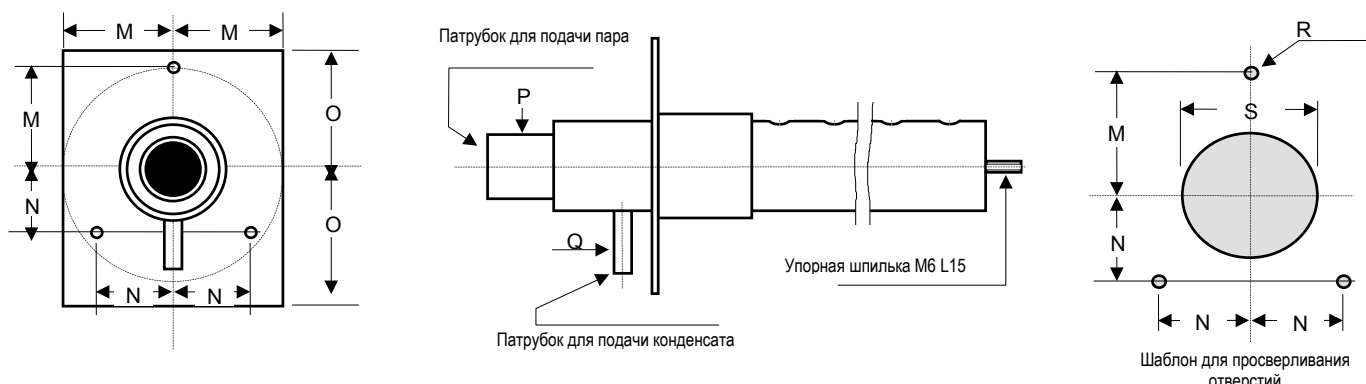 M M
M
N
O
O
N N
Патрубок для подачи пара
P
Q
Упорная шпилька M6 L15
Патрубок для подачи конденсата
R
S
M
N
N N
Шаблон для просверливания
отверстий